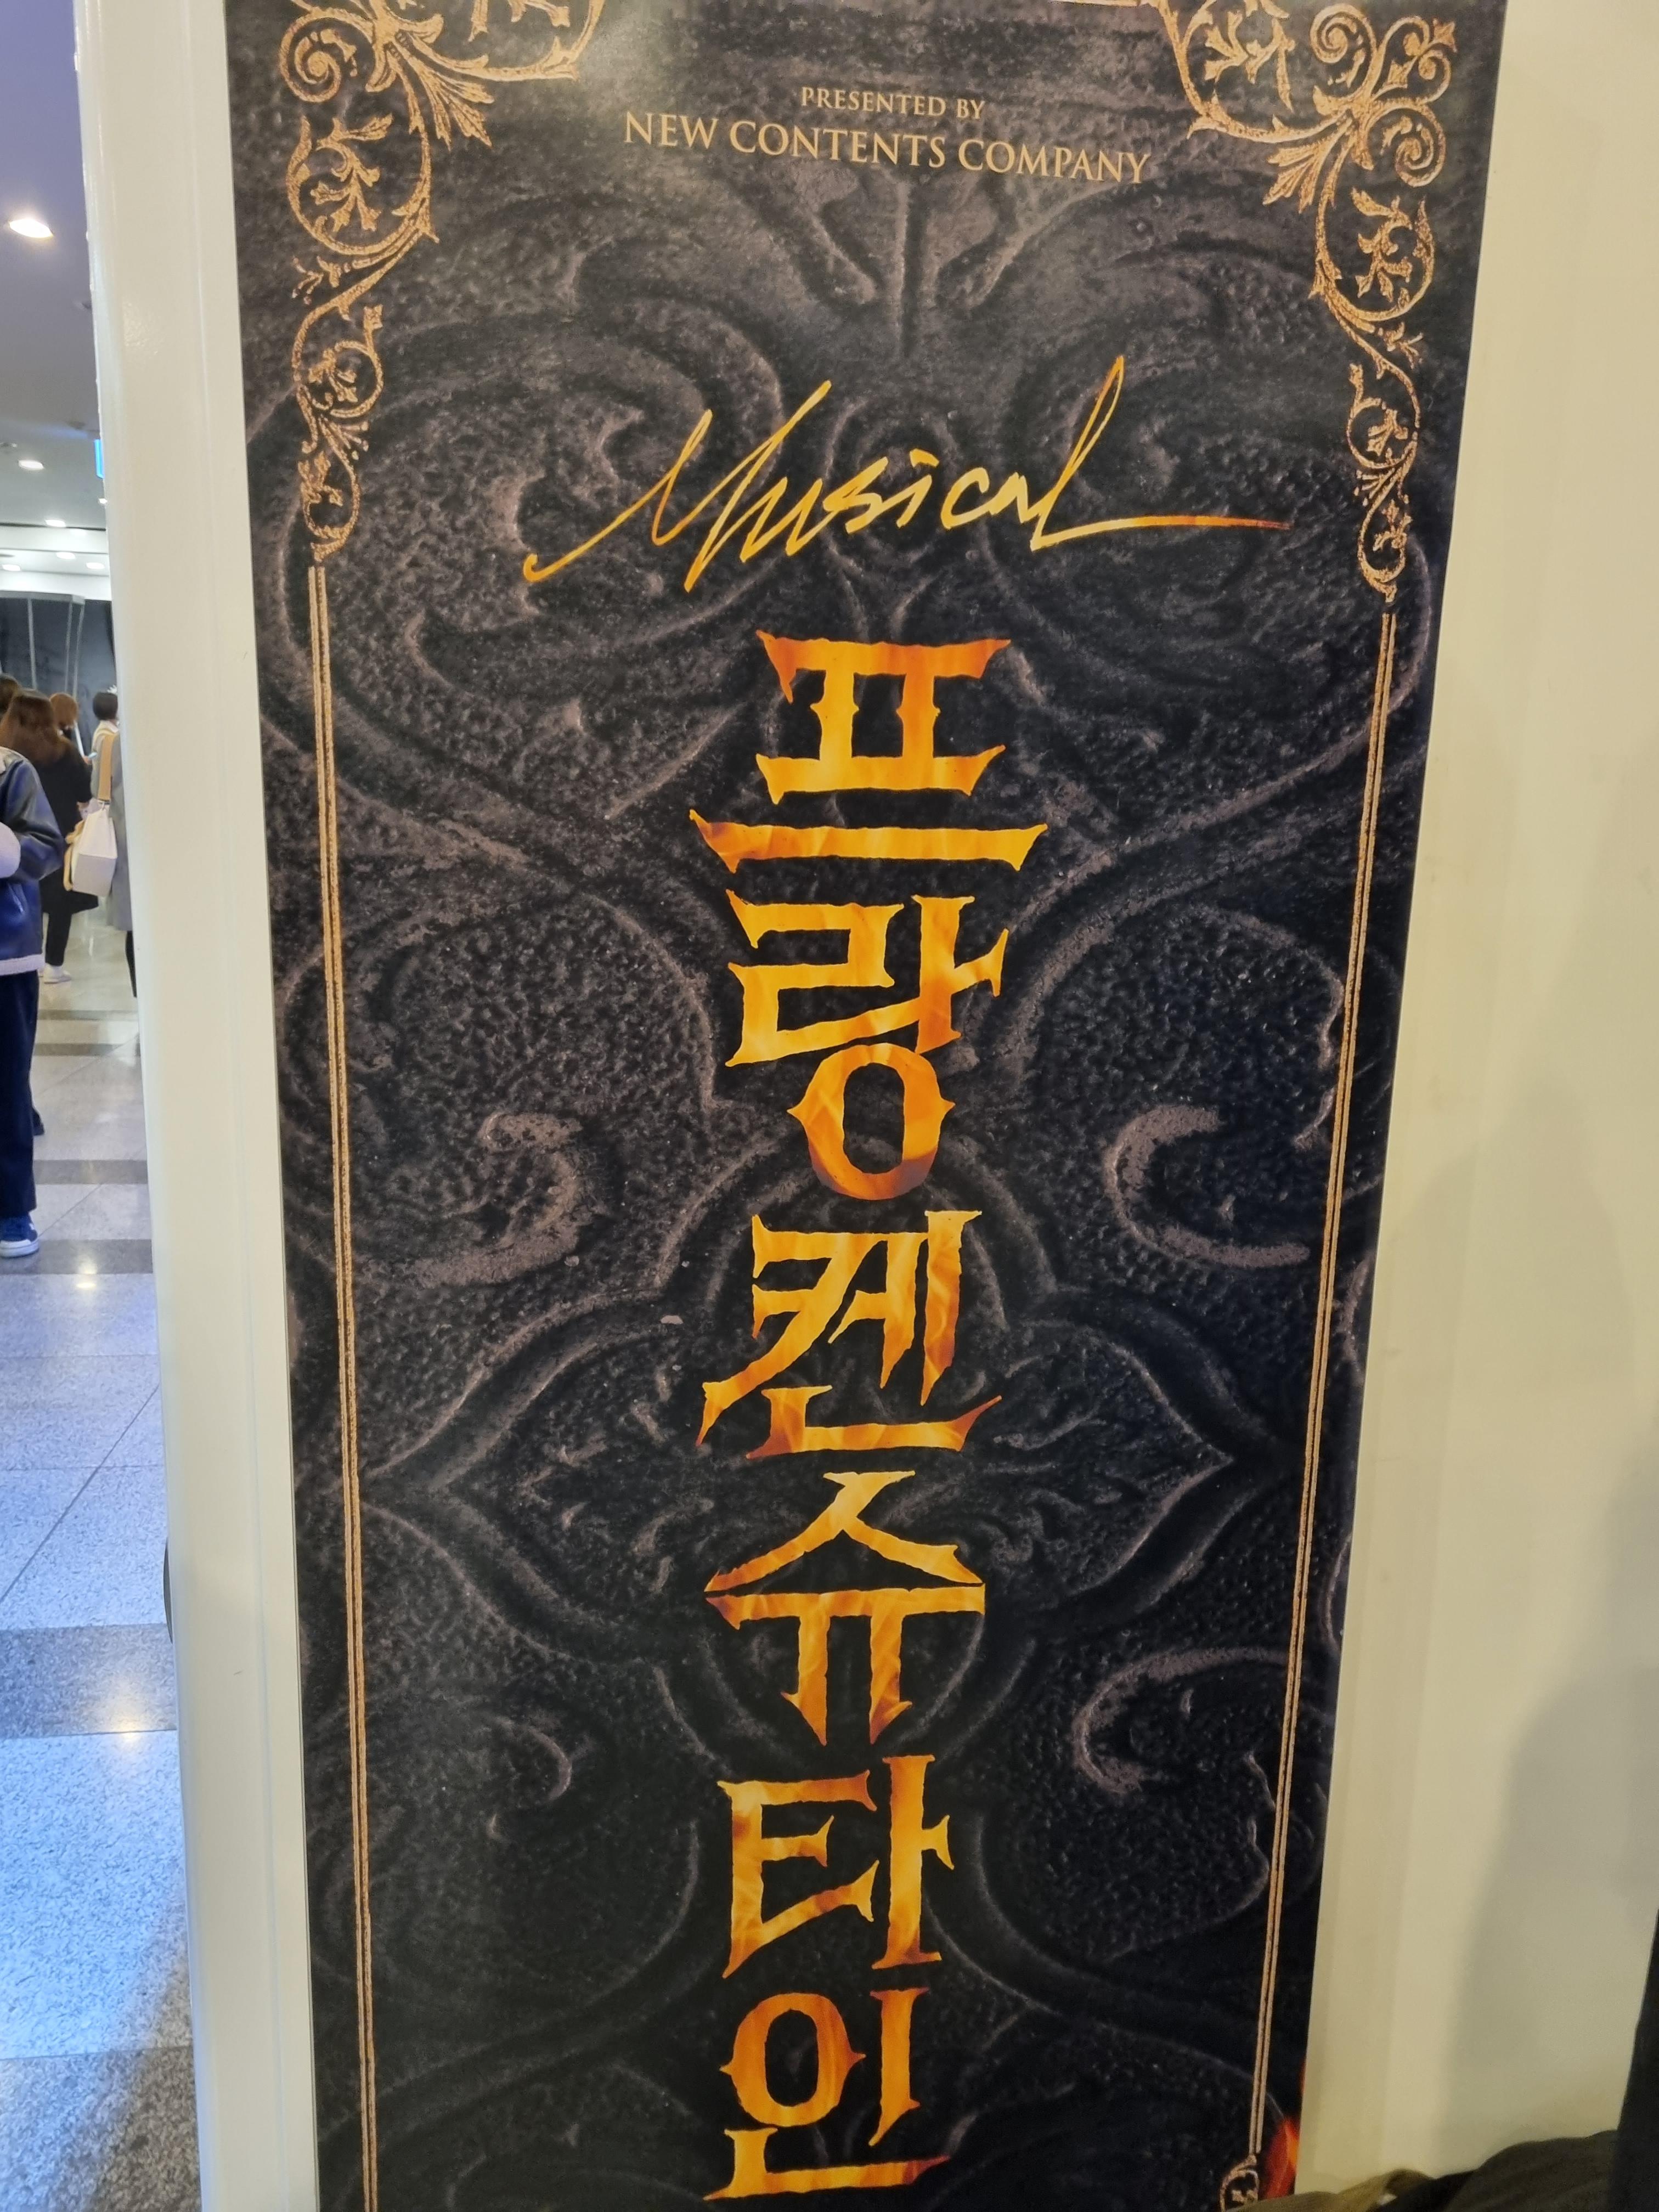 PRESENTED BY
NEW CONTENTS COMPANY
Musical
프랑켄슈타인